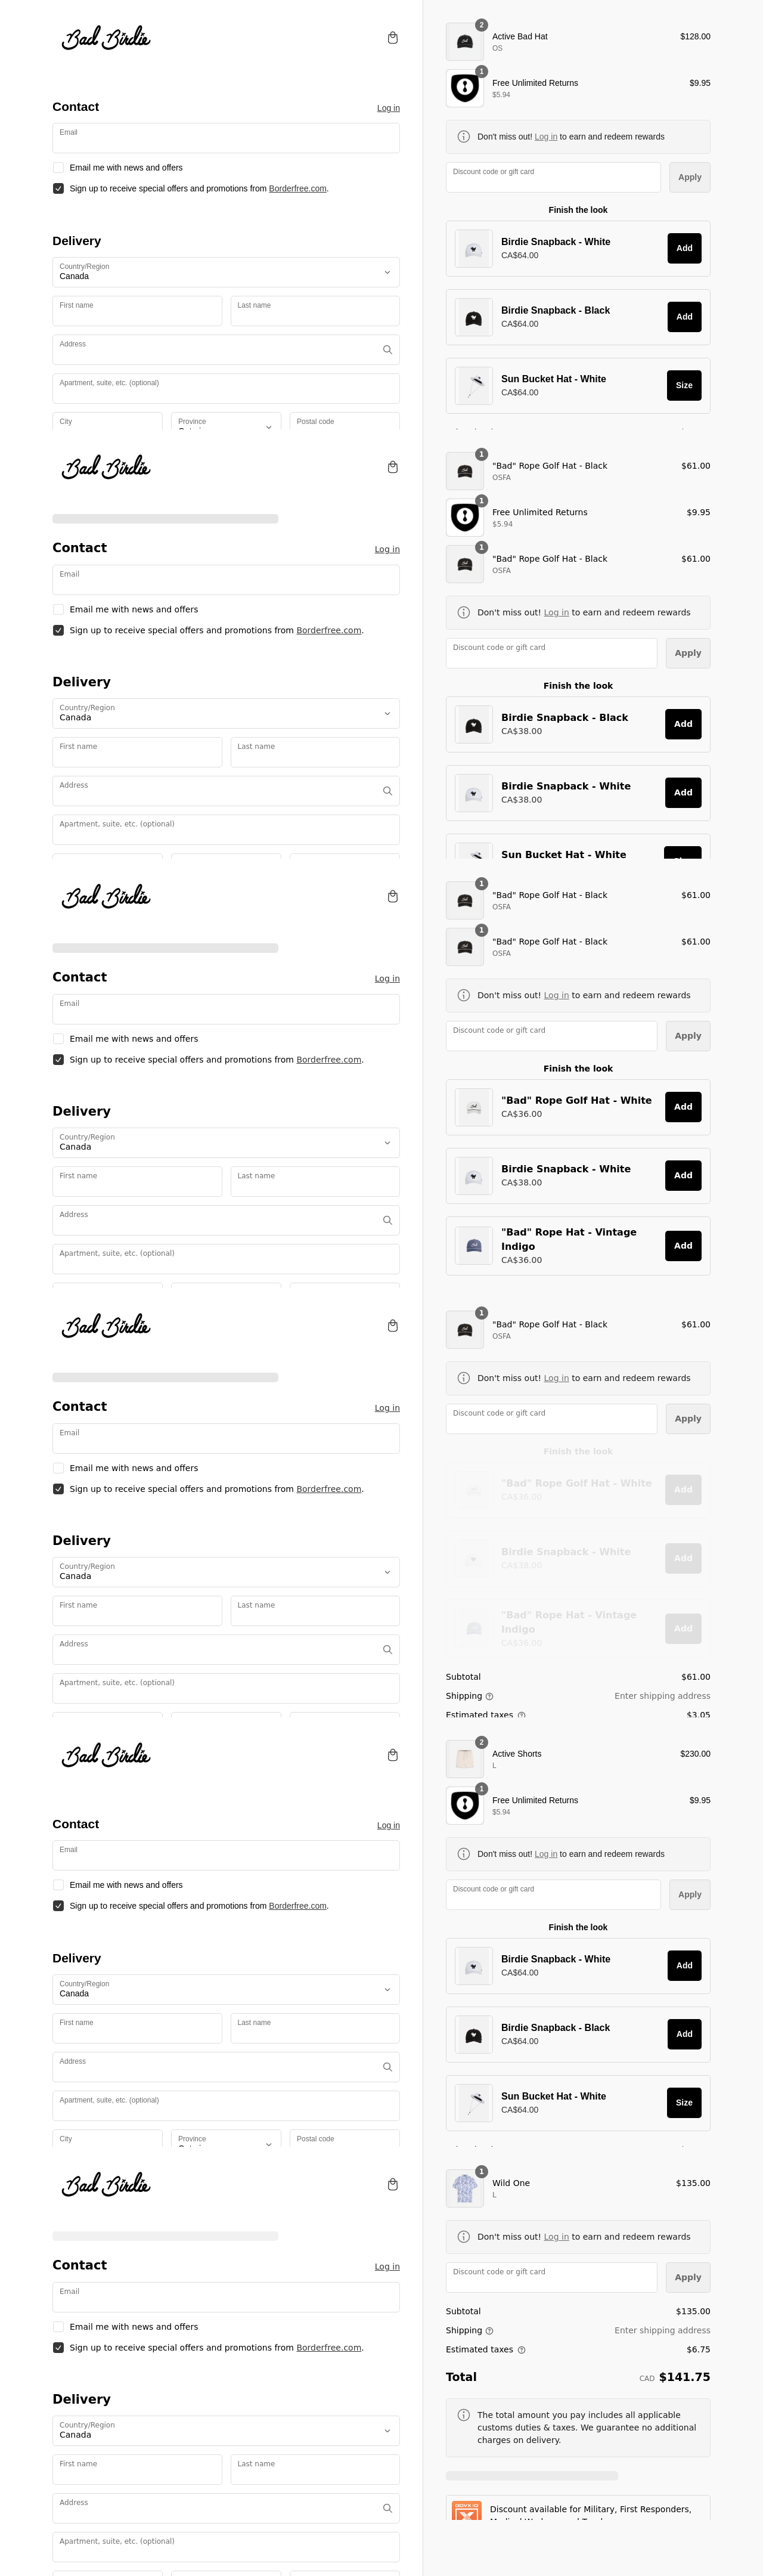 Bad Birdie
Contact
Log in
Email
Email me with news and offers
Sign up to receive special offers and promotions from Borderfree.com.
Delivery
Country/Region
Canada
First name
Last name
Address
Apartment, suite, etc. (optional)
City
Province
Postal code
2
Active Bad Hat
$128.00
OS
1
Free Unlimited Returns
$9.95
$5.94
Don't miss out! Log in to earn and redeem rewards
Discount code or gift card
Apply
Finish the look
Birdie Snapback - White
CA$64.00
Add
Birdie Snapback - Black
CA$64.00
Add
Sun Bucket Hat - White
CA$64.00
Size
Bad Birdie
Contact
Log in
Email
Email me with news and offers
Sign up to receive special offers and promotions from Borderfree.com.
Delivery
Country/Region
Canada
First name
Last name
Address
Apartment, suite, etc. (optional)
1
"Bad" Rope Golf Hat - Black
$61.00
OSFA
1
Free Unlimited Returns
$9.95
$5.94
1
"Bad" Rope Golf Hat - Black
$61.00
OSFA
Don't miss out! Log in to earn and redeem rewards
Discount code or gift card
Apply
Finish the look
Birdie Snapback - Black
CA$38.00
Add
Birdie Snapback - White
CA$38.00
Add
Sun Bucket Hat - White
Bad Birdie
Contact
Log in
Email
Email me with news and offers
Sign up to receive special offers and promotions from Borderfree.com.
Delivery
Country/Region
Canada
First name
Last name
Address
Apartment, suite, etc. (optional)
1
"Bad" Rope Golf Hat - Black
$61.00
OSFA
1
"Bad" Rope Golf Hat - Black
$61.00
OSFA
Don't miss out! Log in to earn and redeem rewards
Discount code or gift card
Apply
Finish the look
"Bad" Rope Golf Hat - White
CA$36.00
Add
Birdie Snapback - White
CA$38.00
Add
"Bad" Rope Hat - Vintage
Indigo
CA$36.00
Add
Bad Birdie
Contact
Log in
Email
Email me with news and offers
Sign up to receive special offers and promotions from Borderfree.com.
Delivery
Country/Region
Canada
First name
Last name
Address
Apartment, suite, etc. (optional)
1
"Bad" Rope Golf Hat - Black
$61.00
OSFA
Don't miss out! Log in to earn and redeem rewards
Discount code or gift card
Apply
Finish the look
"Bad" Rope Golf Hat - White
CA$36.00
Add
Birdie Snapback - White
CA$38.00
Add
"Bad" Rope Hat - Vintage
Indigo
CA$36.00
Add
Subtotal
$61.00
Shipping
Enter shipping address
Estimated taxes
$3.05
Bad Birdie
Contact
Log in
Email
Email me with news and offers
Sign up to receive special offers and promotions from Borderfree.com.
Delivery
Country/Region
Canada
First name
Last name
Address
Apartment, suite, etc. (optional)
City
Province
Postal code
2
Active Shorts
$230.00
L
1
Free Unlimited Returns
$9.95
$5.94
Don't miss out! Log in to earn and redeem rewards
Discount code or gift card
Apply
Finish the look
Birdie Snapback - White
CA$64.00
Add
Birdie Snapback - Black
CA$64.00
Add
Sun Bucket Hat - White
CA$64.00
Size
Bad Birdie
Contact
Log in
Email
Email me with news and offers
Sign up to receive special offers and promotions from Borderfree.com.
Delivery
Country/Region
Canada
First name
Last name
Address
Apartment, suite, etc. (optional)
1
Wild One
$135.00
L
Don't miss out! Log in to earn and redeem rewards
Discount code or gift card
Apply
Subtotal
$135.00
Shipping
Enter shipping address
Estimated taxes
$6.75
Total
CAD $141.75
The total amount you pay includes all applicable
customs duties & taxes. We guarantee no additional
charges on delivery.
Discount available for Military, First Responders,